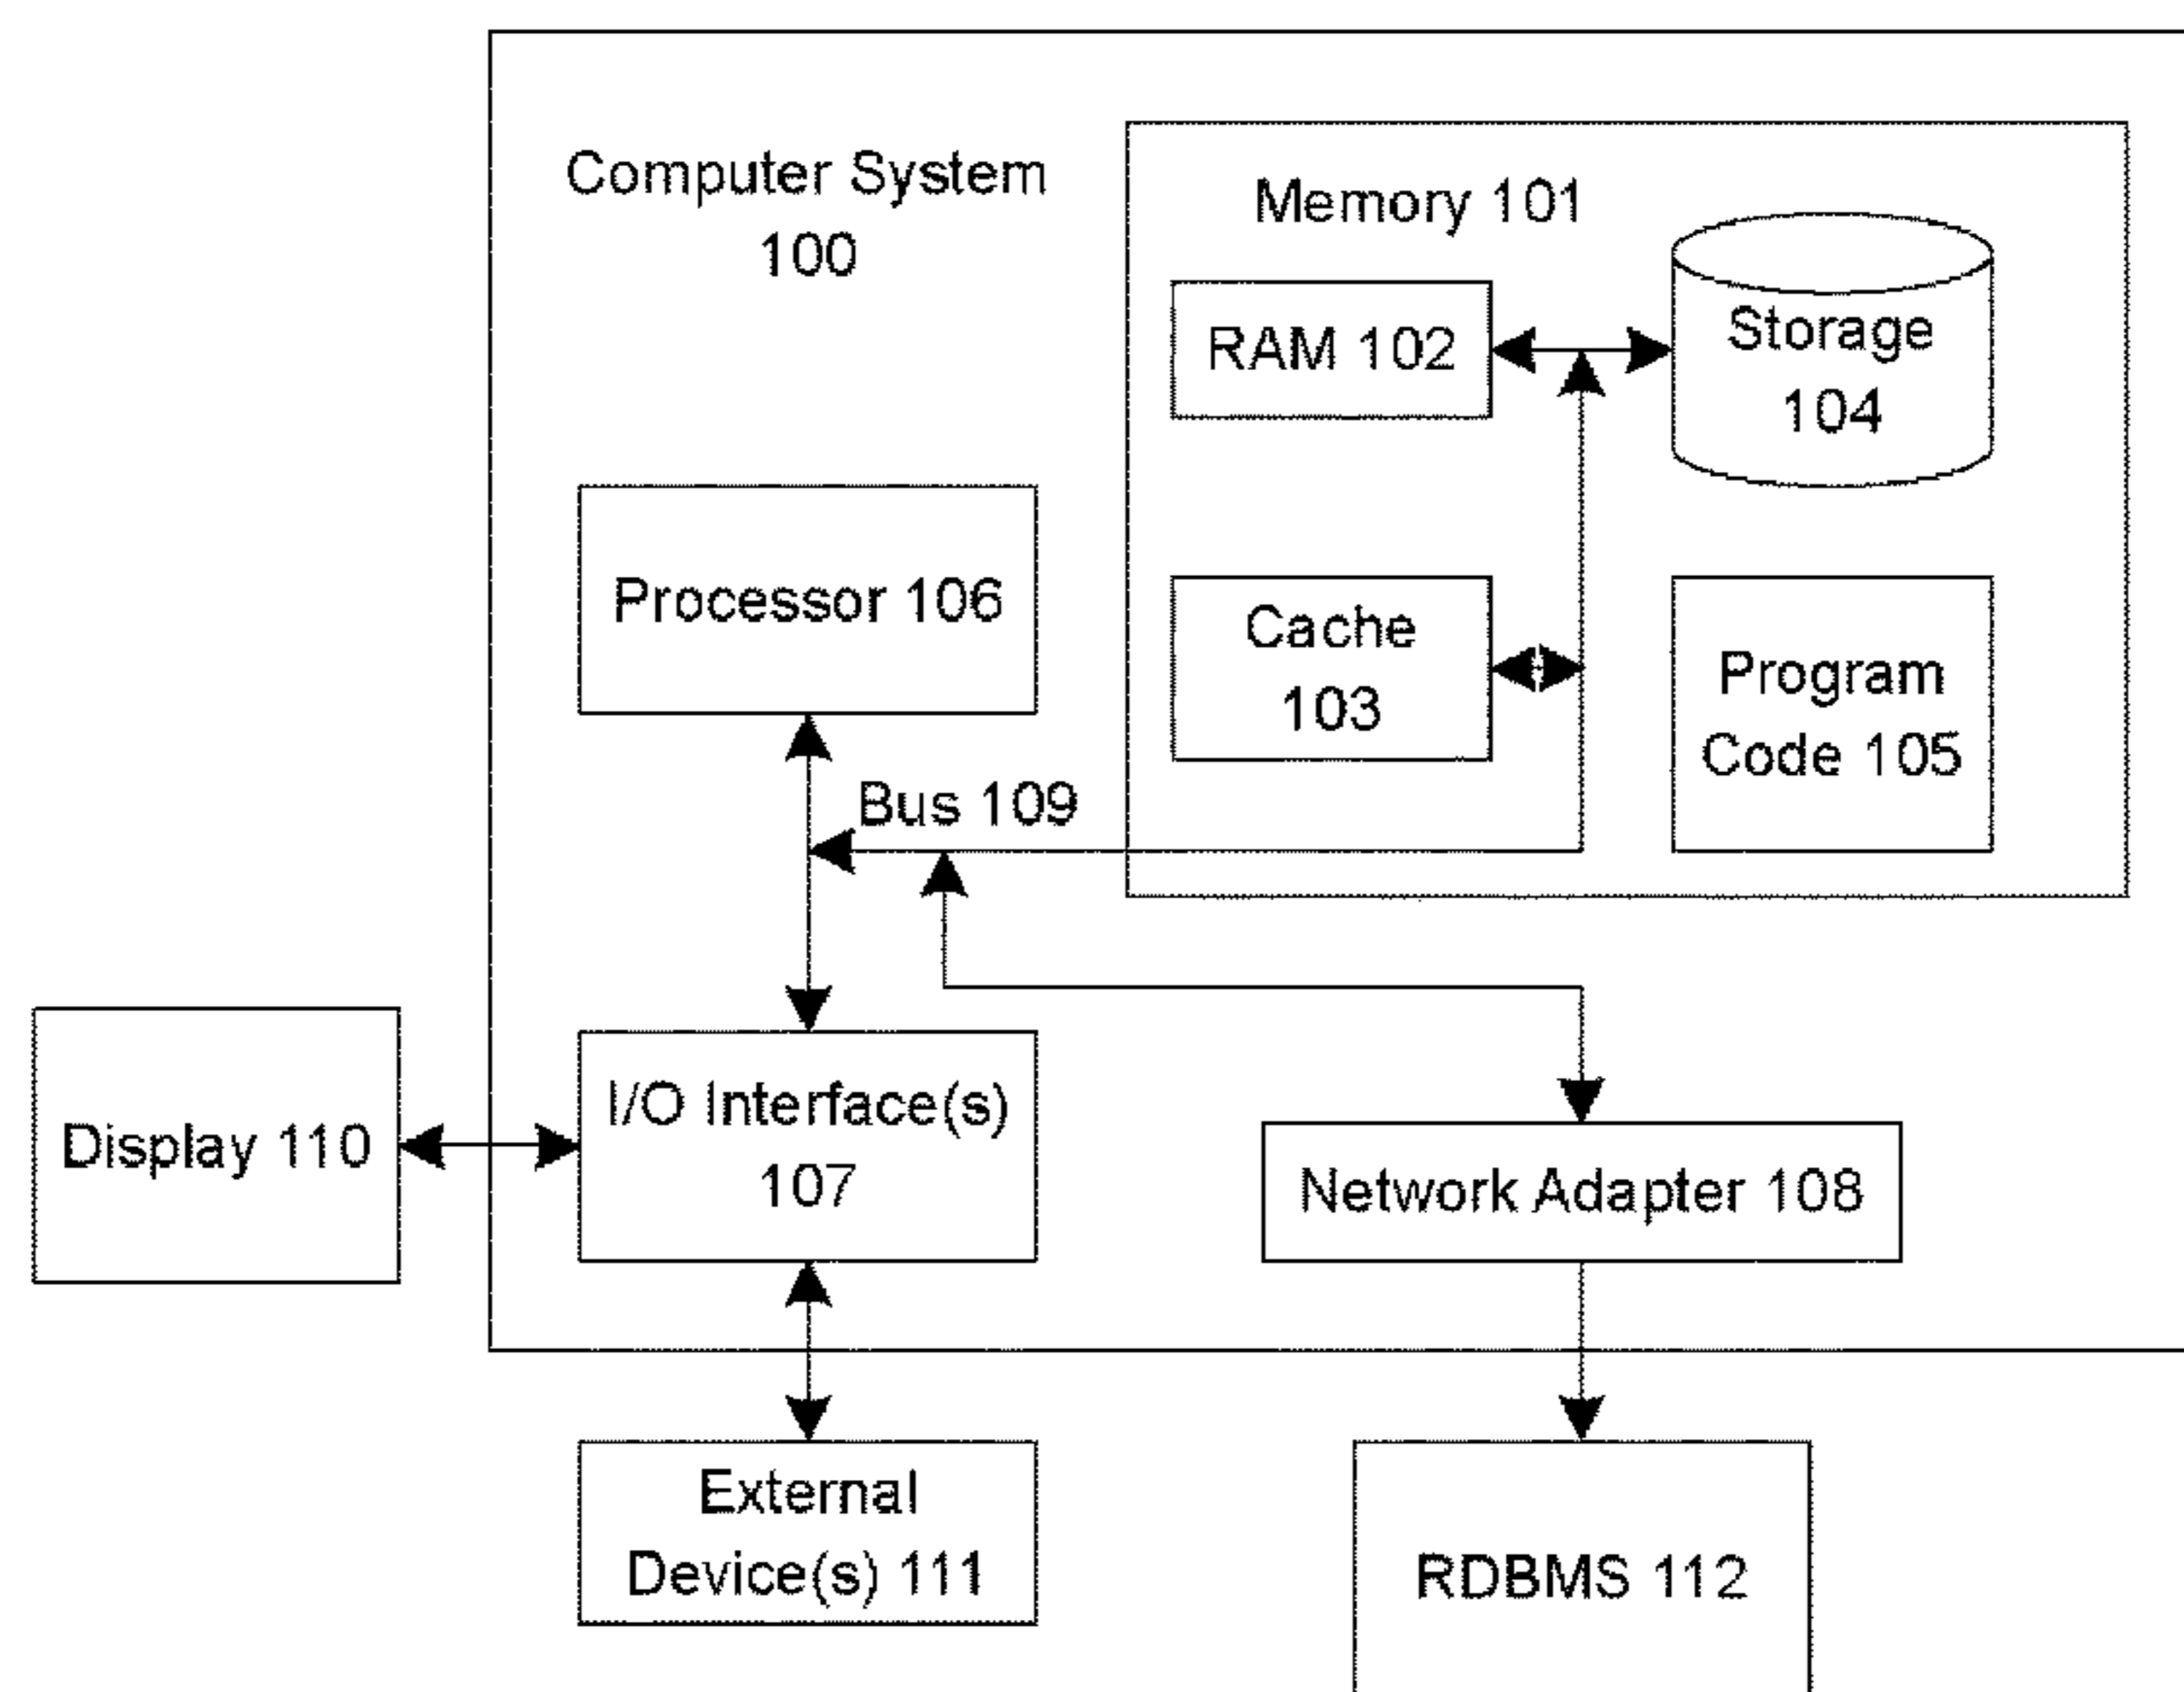 Computer System
100
Memory 101
RAM 102
Storage
104
Processor 106
Cache
103
Program
Code 105
Bus 109
Display 110
I/O Interface(s)
107
Network Adapter 108
External
Device(s) 111
RDBMS 112